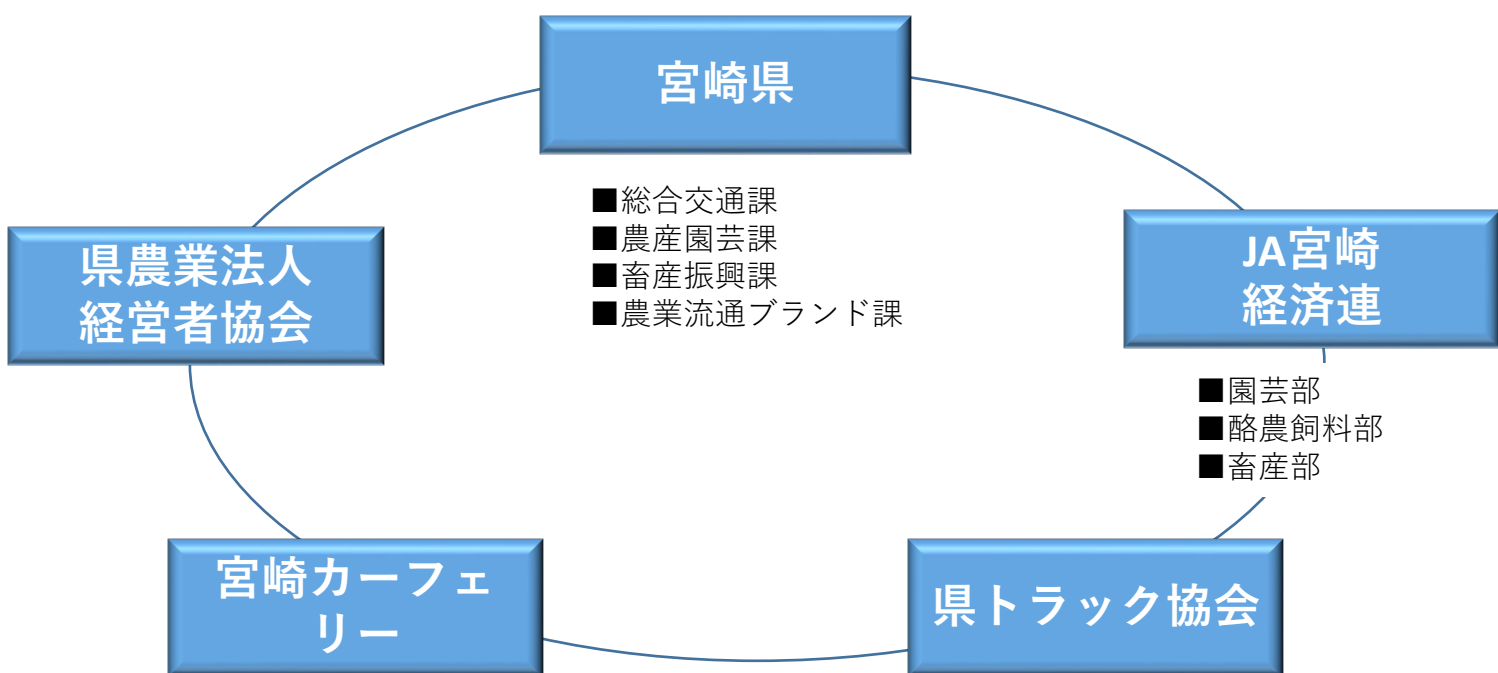 宮崎県
■総合交通課
■農産園芸課
■畜産振興課
■農業流通ブランド課
県農業法人
経営者協会
JA宮崎
経済連
■園芸部
■酪農飼料部
■畜産部
宮崎カーフェ
リー
県トラック協会